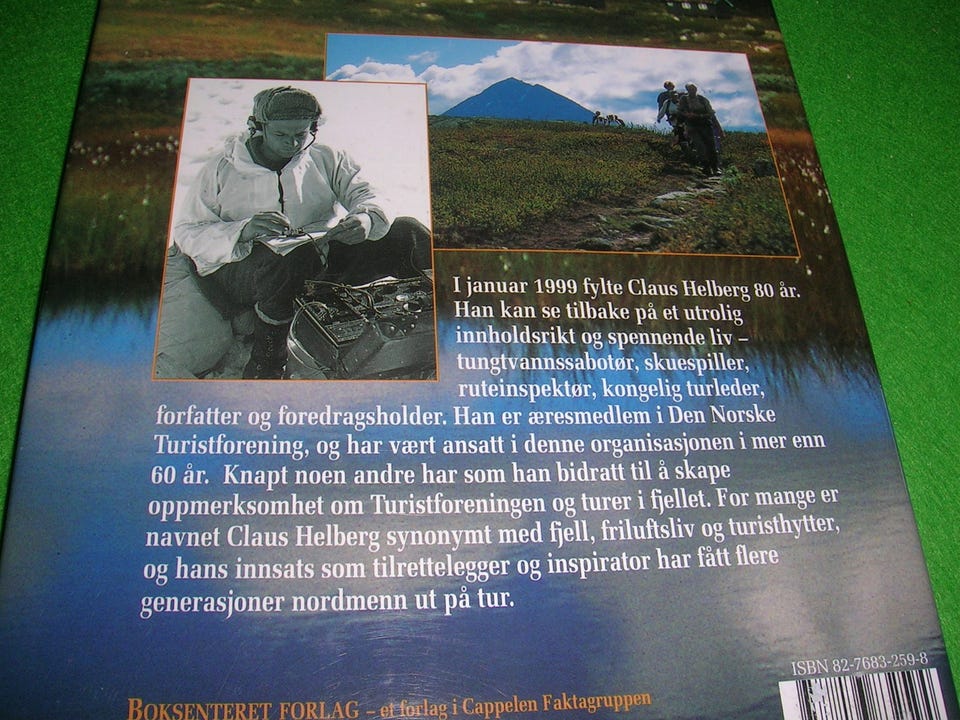 I januar 1999 fylte Claus Helberg 80 år.
Han kan se tilbake på et utrolig
innholdsrikt og spennende liv –
tungtvannssabotør, skuespiller,
ruteinspektør, kongelig turleder,
forfatter og foredragsholder. Han er æresmedlem i Den Norske
Turistforening, og har vært ansatt i denne organisasjonen i mer enn
60 år. Knapt noen andre har som han bidratt til å skape
oppmerksomhet om Turistforeningen og turer i fjellet. For mange er
navnet Claus Helberg synonymt med fjell, friluftsliv og turisthytter,
og hans innsats som tilrettelegger og inspirator har fått flere
generasjoner nordmenn ut på tur.
ISBN 82-7683-259-8
BOKSENTERET FORLAG – et forlag i Cappelen Faktagruppen